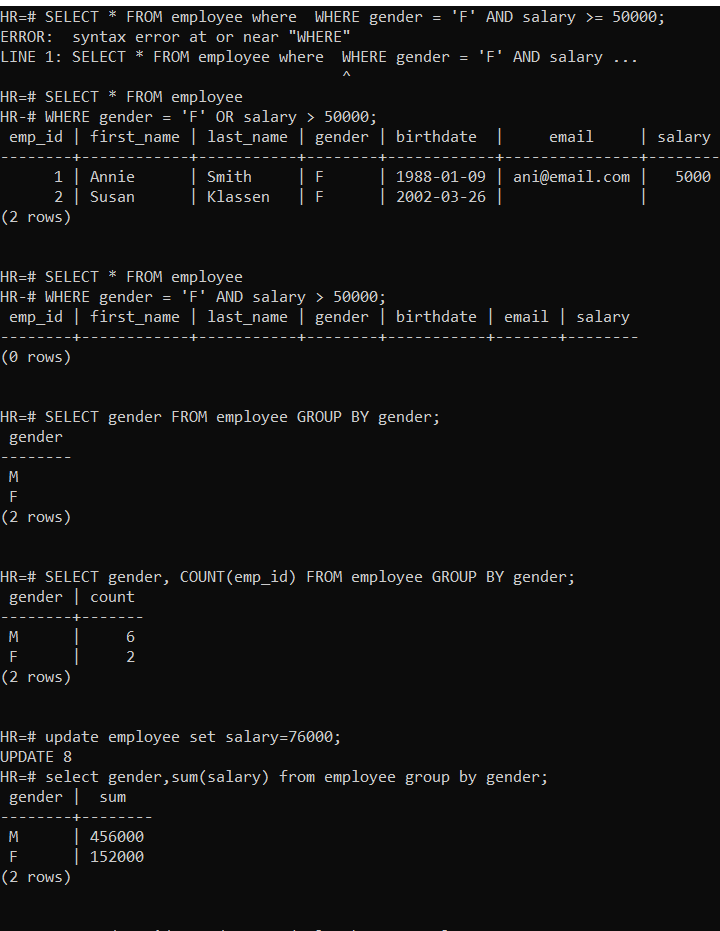 HR=# SELECT * FROM employee where  WHERE gender = 'F' AND salary >= 50000;
ERROR:  syntax error at or near "WHERE"
LINE 1: SELECT * FROM employee where  WHERE gender = 'F' AND salary ...
                                      ^
HR=# SELECT * FROM employee
HR-# WHERE gender = 'F' OR salary > 50000;
 emp_id | first_name | last_name | gender | birthdate  |     email     | salary
--------+------------+-----------+--------+------------+---------------+--------
      1 | Annie      | Smith     | F      | 1988-01-09 | ani@email.com |   5000
      2 | Susan      | Klassen   | F      | 2002-03-26 |               |
(2 rows)
HR=# SELECT * FROM employee
HR-# WHERE gender = 'F' AND salary > 50000;
 emp_id | first_name | last_name | gender | birthdate | email | salary
--------+------------+-----------+--------+-----------+-------+--------
(0 rows)
HR=# SELECT gender FROM employee GROUP BY gender;
 gender
--------
 M
 F
(2 rows)
HR=# SELECT gender, COUNT(emp_id) FROM employee GROUP BY gender;
 gender | count
--------+-------
 M      |     6
 F      |     2
(2 rows)
HR=# update employee set salary=76000;
UPDATE 8
HR=# select gender,sum(salary) from employee group by gender;
 gender |  sum
--------+--------
 M      | 456000
 F      | 152000
(2 rows)